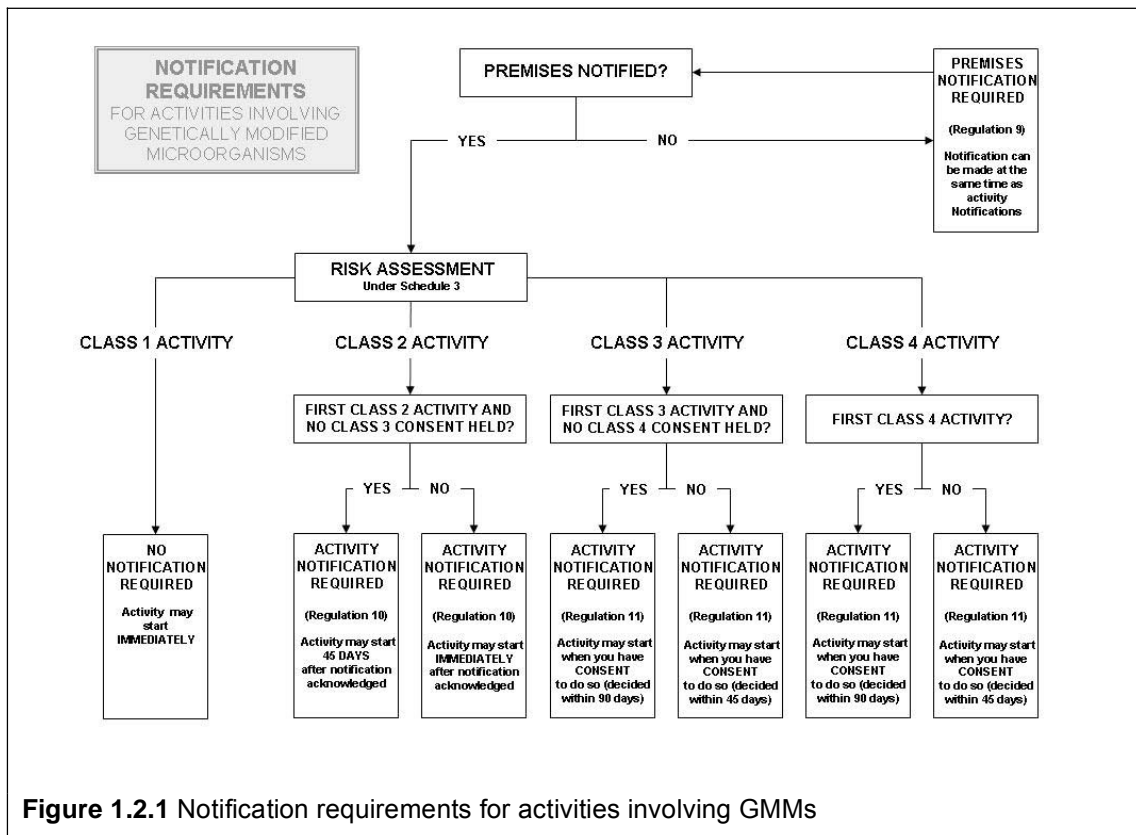 NOTIFICATION
REQUIREMENTS
FOR ACTIVITIES INVOLVING
GENETICALLY MODIFIED
MICROORGANISMS
PREMISES NOTIFIED?
PREMISES
NOTIFICATION
REQUIRED
(Regulation 9)
Notification can
be made at the
same time as
activity
Notifications
YES
NO
RISK ASSESSMENT
Under Schedule 3
CLASS 1 ACTIVITY
CLASS 2 ACTIVITY
CLASS 3 ACTIVITY
CLASS 4 ACTIVITY
FIRST CLASS 2 ACTIVITY AND
NO CLASS 3 CONSENT HELD?
FIRST CLASS 3 ACTIVITY AND
NO CLASS 4 CONSENT HELD?
FIRST CLASS 4 ACTIVITY?
YES
NO
YES
NO
YES
NO
NO
NOTIFICATION
REQUIRED
Activity may
start
IMMEDIATELY
ACTIVITY
NOTIFICATION
REQUIRED
(Regulation 10)
Activity may start
45 DAYS
after notification
acknowledged
ACTIVITY
NOTIFICATION
REQUIRED
(Regulation 10)
Activity may start
IMMEDIATELY
after notification
acknowledged
ACTIVITY
NOTIFICATION
REQUIRED
(Regulation 11)
Activity may start
when you have
CONSENT
to do so (decided
within 90 days)
ACTIVITY
NOTIFICATION
REQUIRED
(Regulation 11)
Activity may start
when you have
CONSENT
to do so (decided
within 45 days)
ACTIVITY
NOTIFICATION
REQUIRED
(Regulation 11)
Activity may start
when you have
CONSENT
to do so (decided
within 90 days)
ACTIVITY
NOTIFICATION
REQUIRED
(Regulation 11)
Activity may start
when you have
CONSENT
to do so (decided
within 45 days)
Figure 1.2.1 Notification requirements for activities involving GMMs